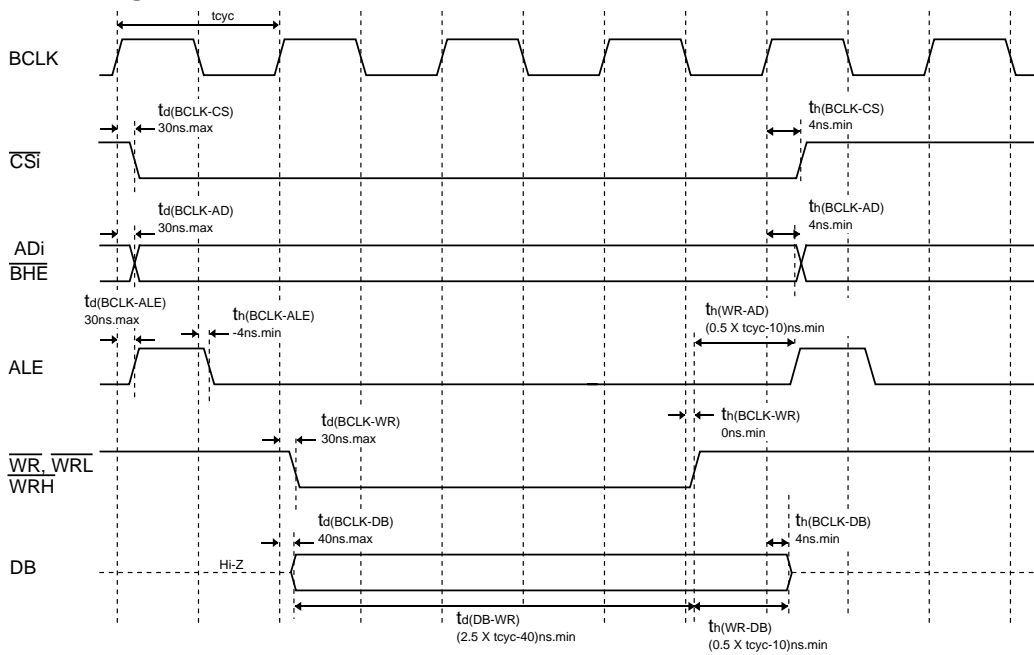 tcyc
BCLK
td(BCLK-CS)
30ns.max
th(BCLK-CS)
4ns.min
CSi
td(BCLK-AD)
30ns.max
th(BCLK-AD)
4ns.min
ADi
BHE
td(BCLK-ALE)
30ns.max
th(BCLK-ALE)
-4ns.min
th(WR-AD)
(0.5 X tcyc-10)ns.min
ALE
td(BCLK-WR)
30ns.max
th(BCLK-WR)
0ns.min
WR, WRL
WRH
td(BCLK-DB)
40ns.max
th(BCLK-DB)
4ns.min
DB
Hi-Z
td(DB-WR)
(2.5 X tcyc-40)ns.min
th(WR-DB)
(0.5 X tcyc-10)ns.min